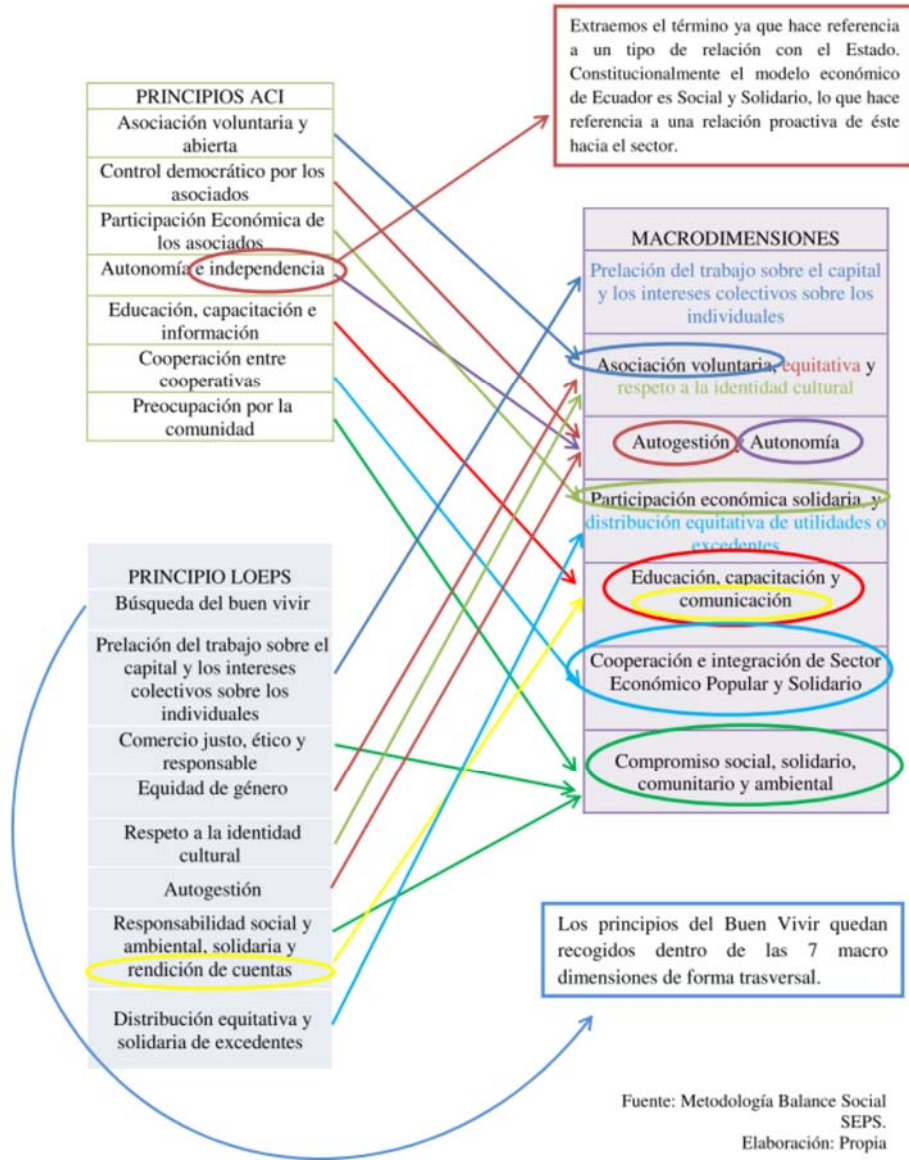 Extraemos el término ya que hace referencia
a un tipo de relación con el Estado.
Constitucionalmente el modelo económico
de Ecuador es Social y Solidario, lo que hace
referencia a una relación proactiva de éste
hacia el sector.
PRINCIPIOS ACI
Asociación voluntaria y
abierta
Control democrático por los
asociados
Participación Económica de
los asociados
Autonomía e independencia
Educación, capacitación e
información
Cooperación entre
cooperativas
Preocupación por la
comunidad
MACRODIMENSIONES
Prelación del trabajo sobre el capital
y los intereses colectivos sobre los
individuales
Asociación voluntaria, equitativa y
respeto a la identidad cultural
Autogestión y Autonomía
Participación económica solidaria, y
distribución equitativa de utilidades o
excedentes
Educación, capacitación y
comunicación
Cooperación e integración de Sector
Económico Popular y Solidario
Compromiso social, solidario,
comunitario y ambiental
PRINCIPIO LOEPS
Búsqueda del buen vivir
Prelación del trabajo sobre el
capital y los intereses
colectivos sobre los
individuales
Comercio justo, ético y
responsable
Equidad de género
Respeto a la identidad
cultural
Autogestión
Responsabilidad social y
ambiental, solidaria y
rendición de cuentas
Distribución equitativa y
solidaria de excedentes
Los principios del Buen Vivir quedan
recogidos dentro de las 7 macro
dimensiones de forma trasversal.
Fuente: Metodología Balance Social
SEPS.
Elaboración: Propia